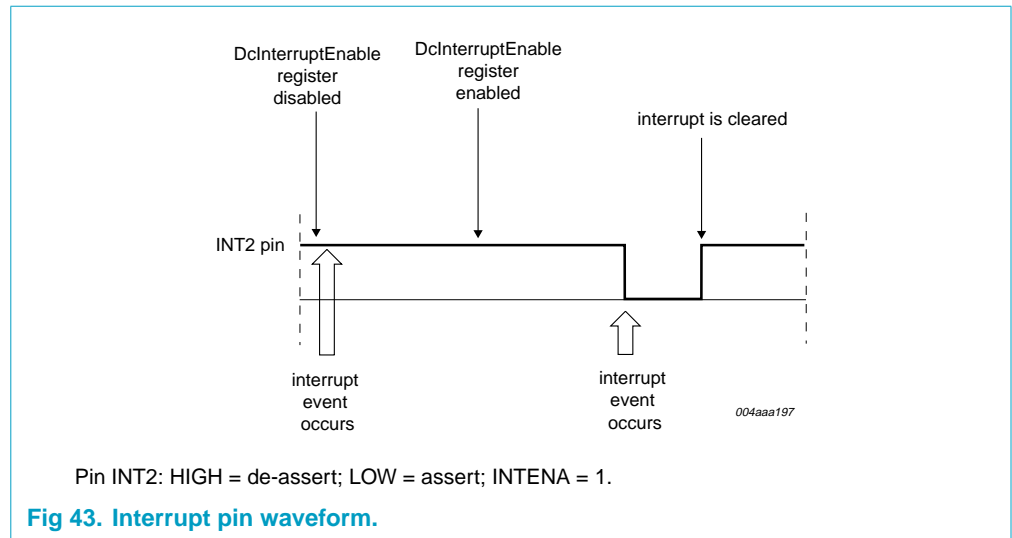 DcInterruptEnable
register
disabled
DcInterruptEnable
register
enabled
interrupt is cleared
INT2 pin
interrupt
event
occurs
interrupt
event
occurs
004aaa197
Pin INT2: HIGH = de-assert; LOW = assert; INTENA = 1.
Fig 43. Interrupt pin waveform.